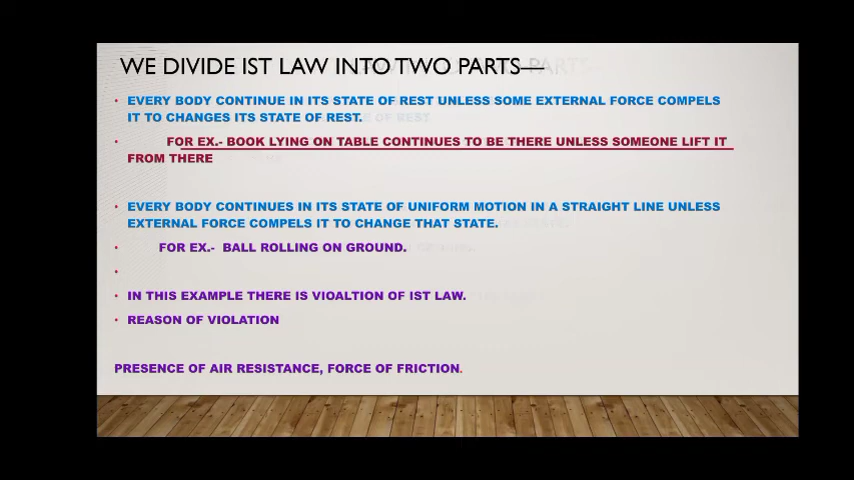 WE DIVIDE IST LAW INTO TWO PARTS—
• EVERY BODY CONTINUE IN ITS STATE OF REST UNLESS SOME EXTERNAL FORCE COMPELS
IT TO CHANGES ITS STATE OF REST.
• FOR EX.- BOOK LYING ON TABLE CONTINUES TO BE THERE UNLESS SOMEONE LIFT IT
FROM THERE
• EVERY BODY CONTINUES IN ITS STATE OF UNIFORM MOTION IN A STRAIGHT LINE UNLESS
EXTERNAL FORCE COMPELS IT TO CHANGE THAT STATE.
• FOR EX.- BALL ROLLING ON GROUND.
•
• IN THIS EXAMPLE THERE IS VIOALTION OF IST LAW.
• REASON OF VIOLATION
PRESENCE OF AIR RESISTANCE, FORCE OF FRICTION.